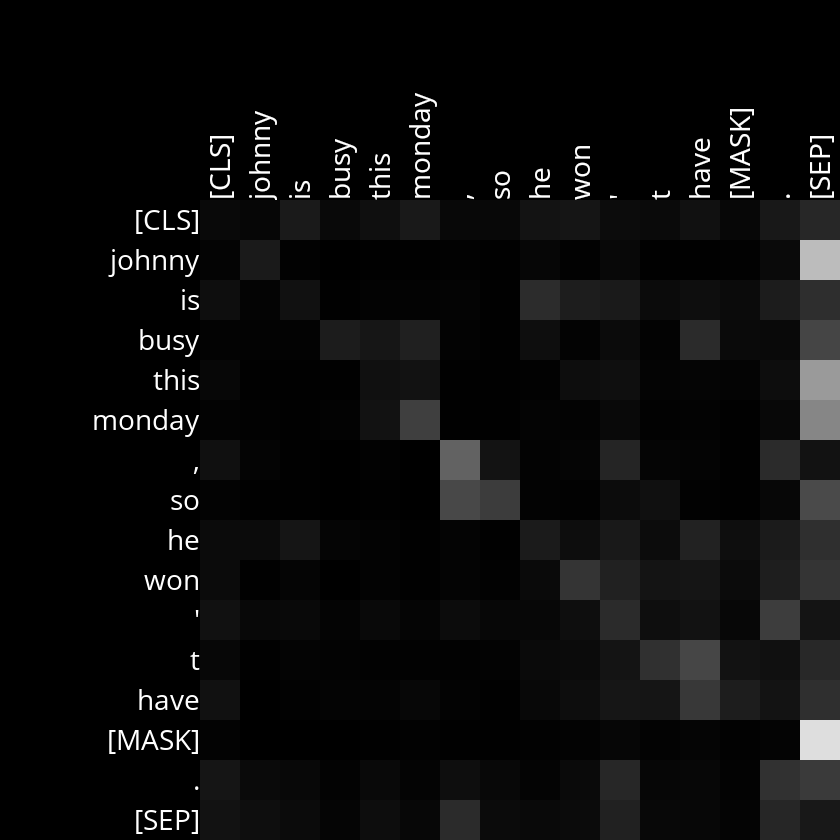 [CLS] johnny is busy this monday , so he won ' t have [MASK] . [SEP]
[CLS]
johnny
is
busy
this
monday
,
so
he
won
'
t
have
[MASK]
.
[SEP]